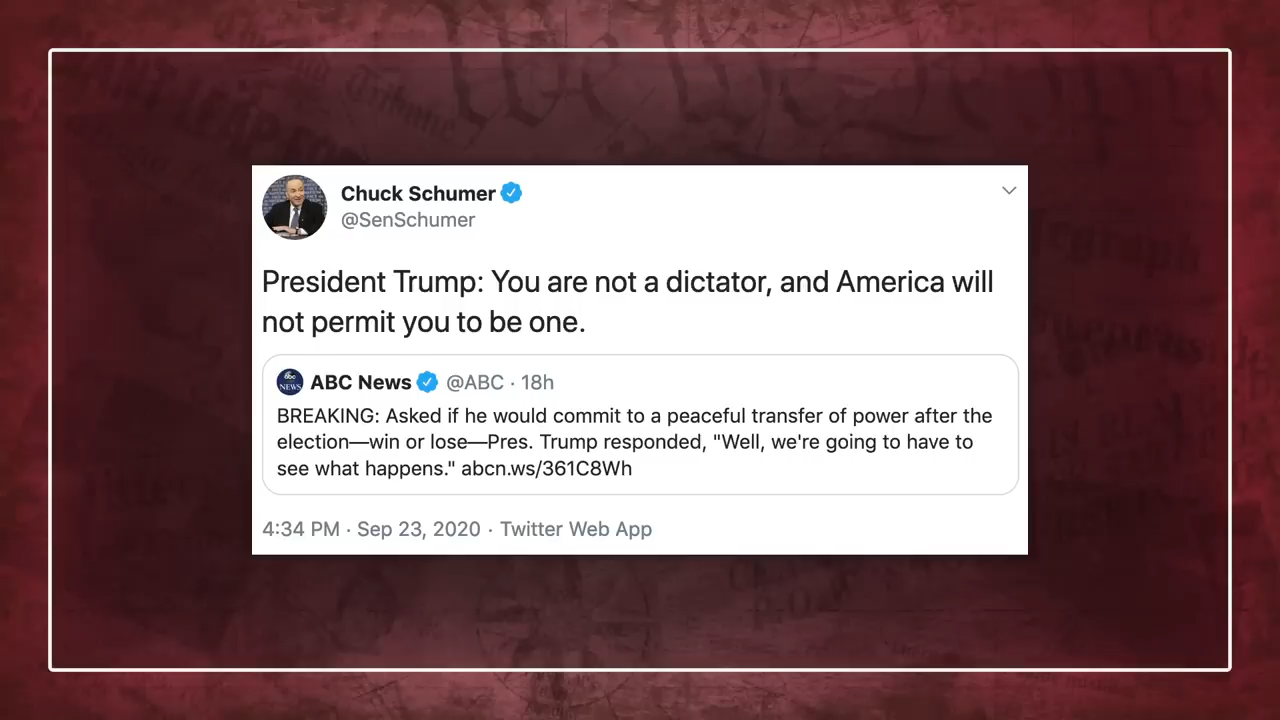 Chuck Schumer
@SenSchumer
President Trump: You are not a dictator, and America will
not permit you to be one.
abc
NEWS
ABC News @ABC · 18h
BREAKING: Asked if he would commit to a peaceful transfer of power after the
election—win or lose—Pres. Trump responded, "Well, we're going to have to
see what happens." abcn.ws/361C8Wh
4:34 PM · Sep 23, 2020 · Twitter Web App